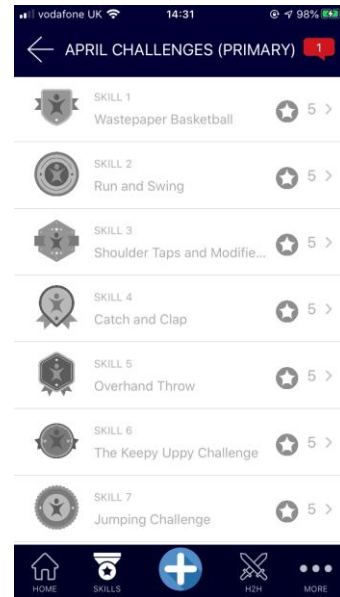 vodafone UK 14:31 98%
APRIL CHALLENGES (PRIMARY) 1
SKILL 1
Wastepaper Basketball 5
SKILL 2
Run and Swing 5
SKILL 3
Shoulder Taps and Modifie... 5
SKILL 4
Catch and Clap 5
SKILL 5
Overhand Throw 5
SKILL 6
The Keepy Uppy Challenge 5
SKILL 7
Jumping Challenge 5
HOME SKILLS H2H MORE